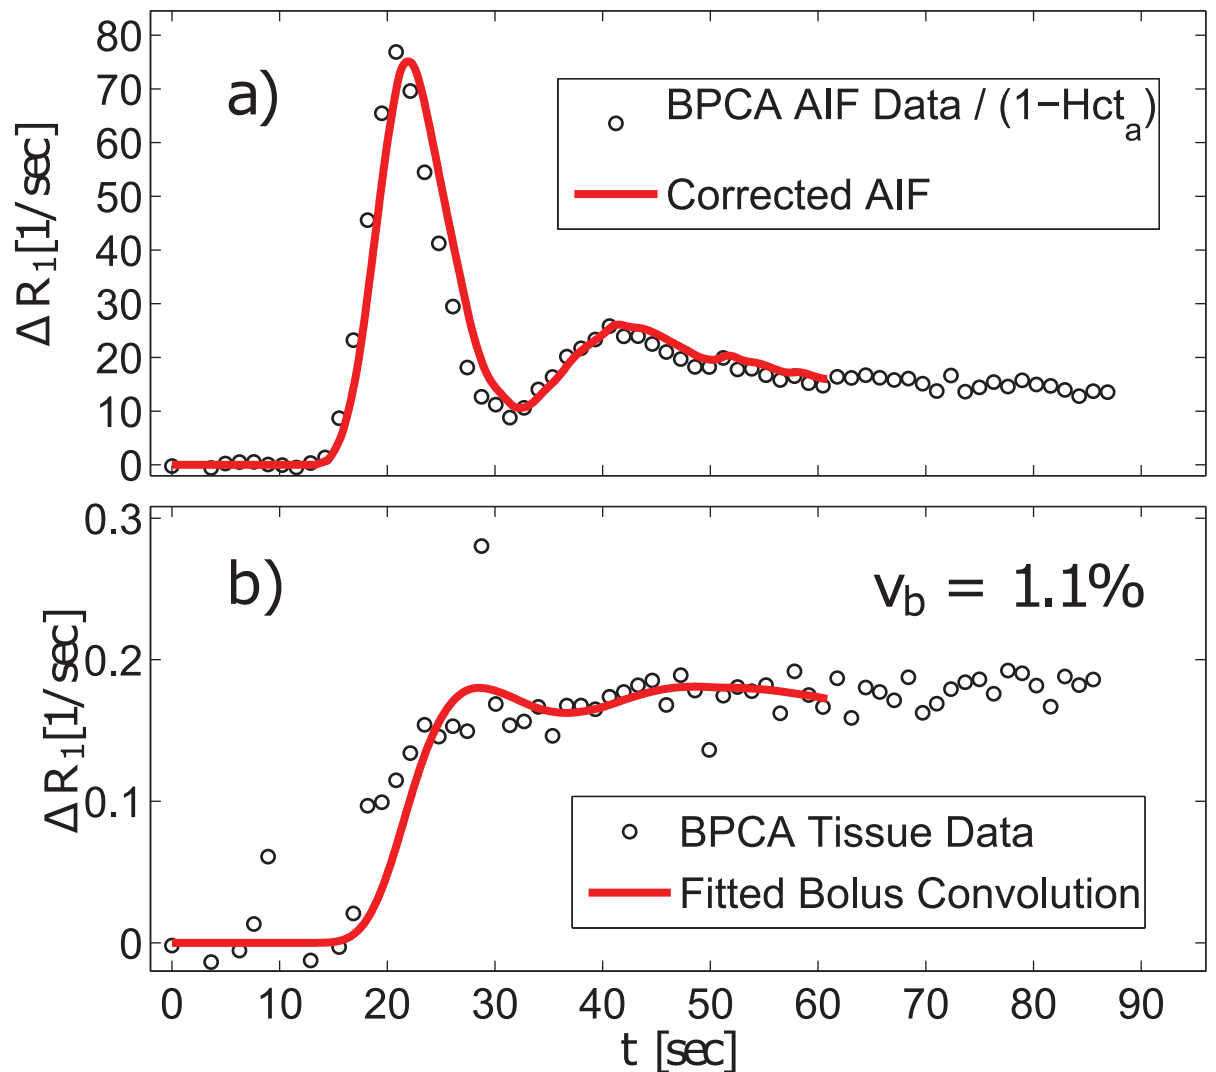 80
70
60
50
40
30
20
10
0
ΔR₁[1/sec]
a)
BPCA AIF Data / (1−Hctₐ)
Corrected AIF
0.3
0.2
0.1
0
ΔR₁[1/sec]
b)
v_b = 1.1%
BPCA Tissue Data
Fitted Bolus Convolution
0 10 20 30 40 50 60 70 80 90
t [sec]